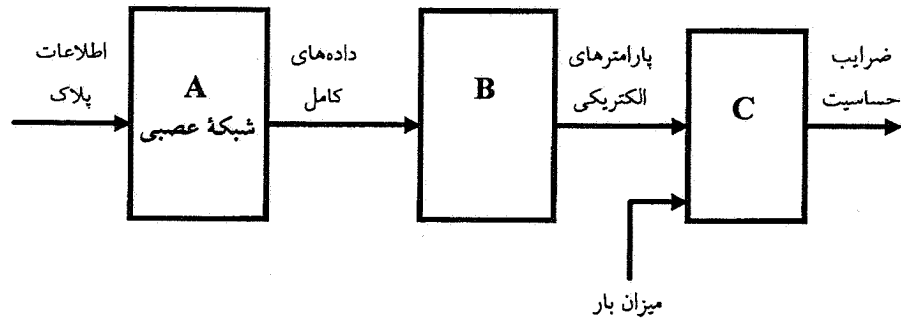 اطلاعات
پلاک
A
شبکهٔ عصبی
داده‌های
کامل
B
پارامترهای
الکتریکی
C
ضرایب
حساسیت
میزان بار